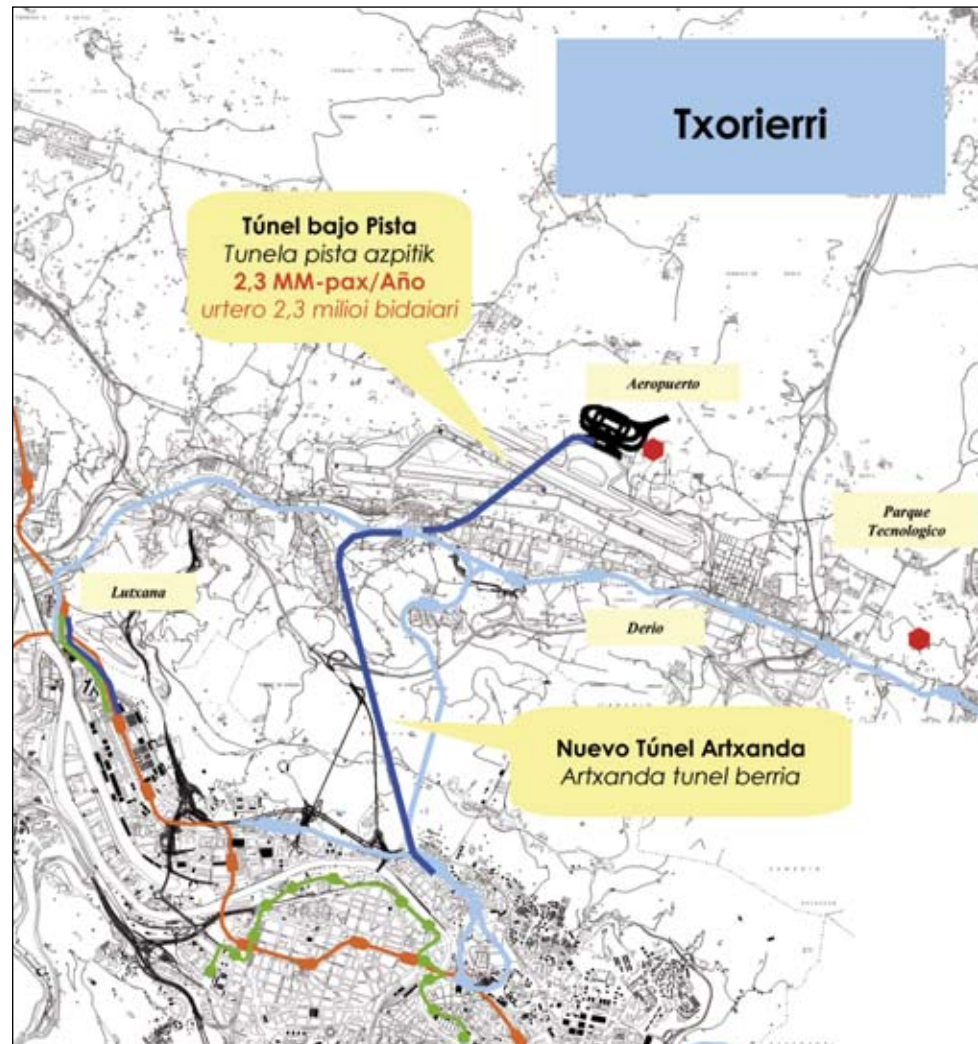 Txorierri
Túnel bajo Pista
Tunela pista azpitik
2,3 MM-pax/Año
urtero 2,3 milioi bidaiari
Aeropuerto
Parque
Tecnologico
Lutxana
Derio
Nuevo Túnel Artxanda
Artxanda tunel berria